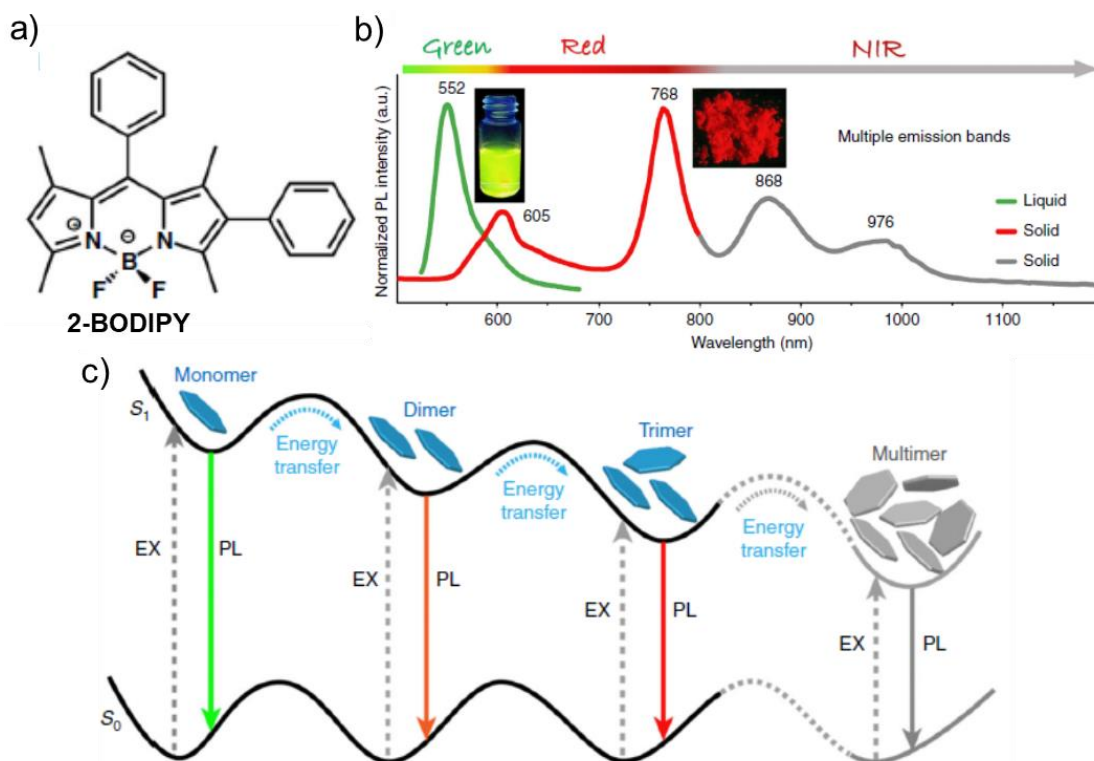 a)
N
N
B
F
F
2-BODIPY
b)
Green
Red
NIR
552
605
768
868
976
Multiple emission bands
Liquid
Solid
Solid
Normalized PL intensity (a.u.)
600
700
800
900
1000
1100
Wavelength (nm)
c)
S1
Monomer
Energy
transfer
Dimer
Energy
transfer
Trimer
Energy
transfer
Multimer
EX
PL
EX
PL
EX
PL
EX
PL
S0